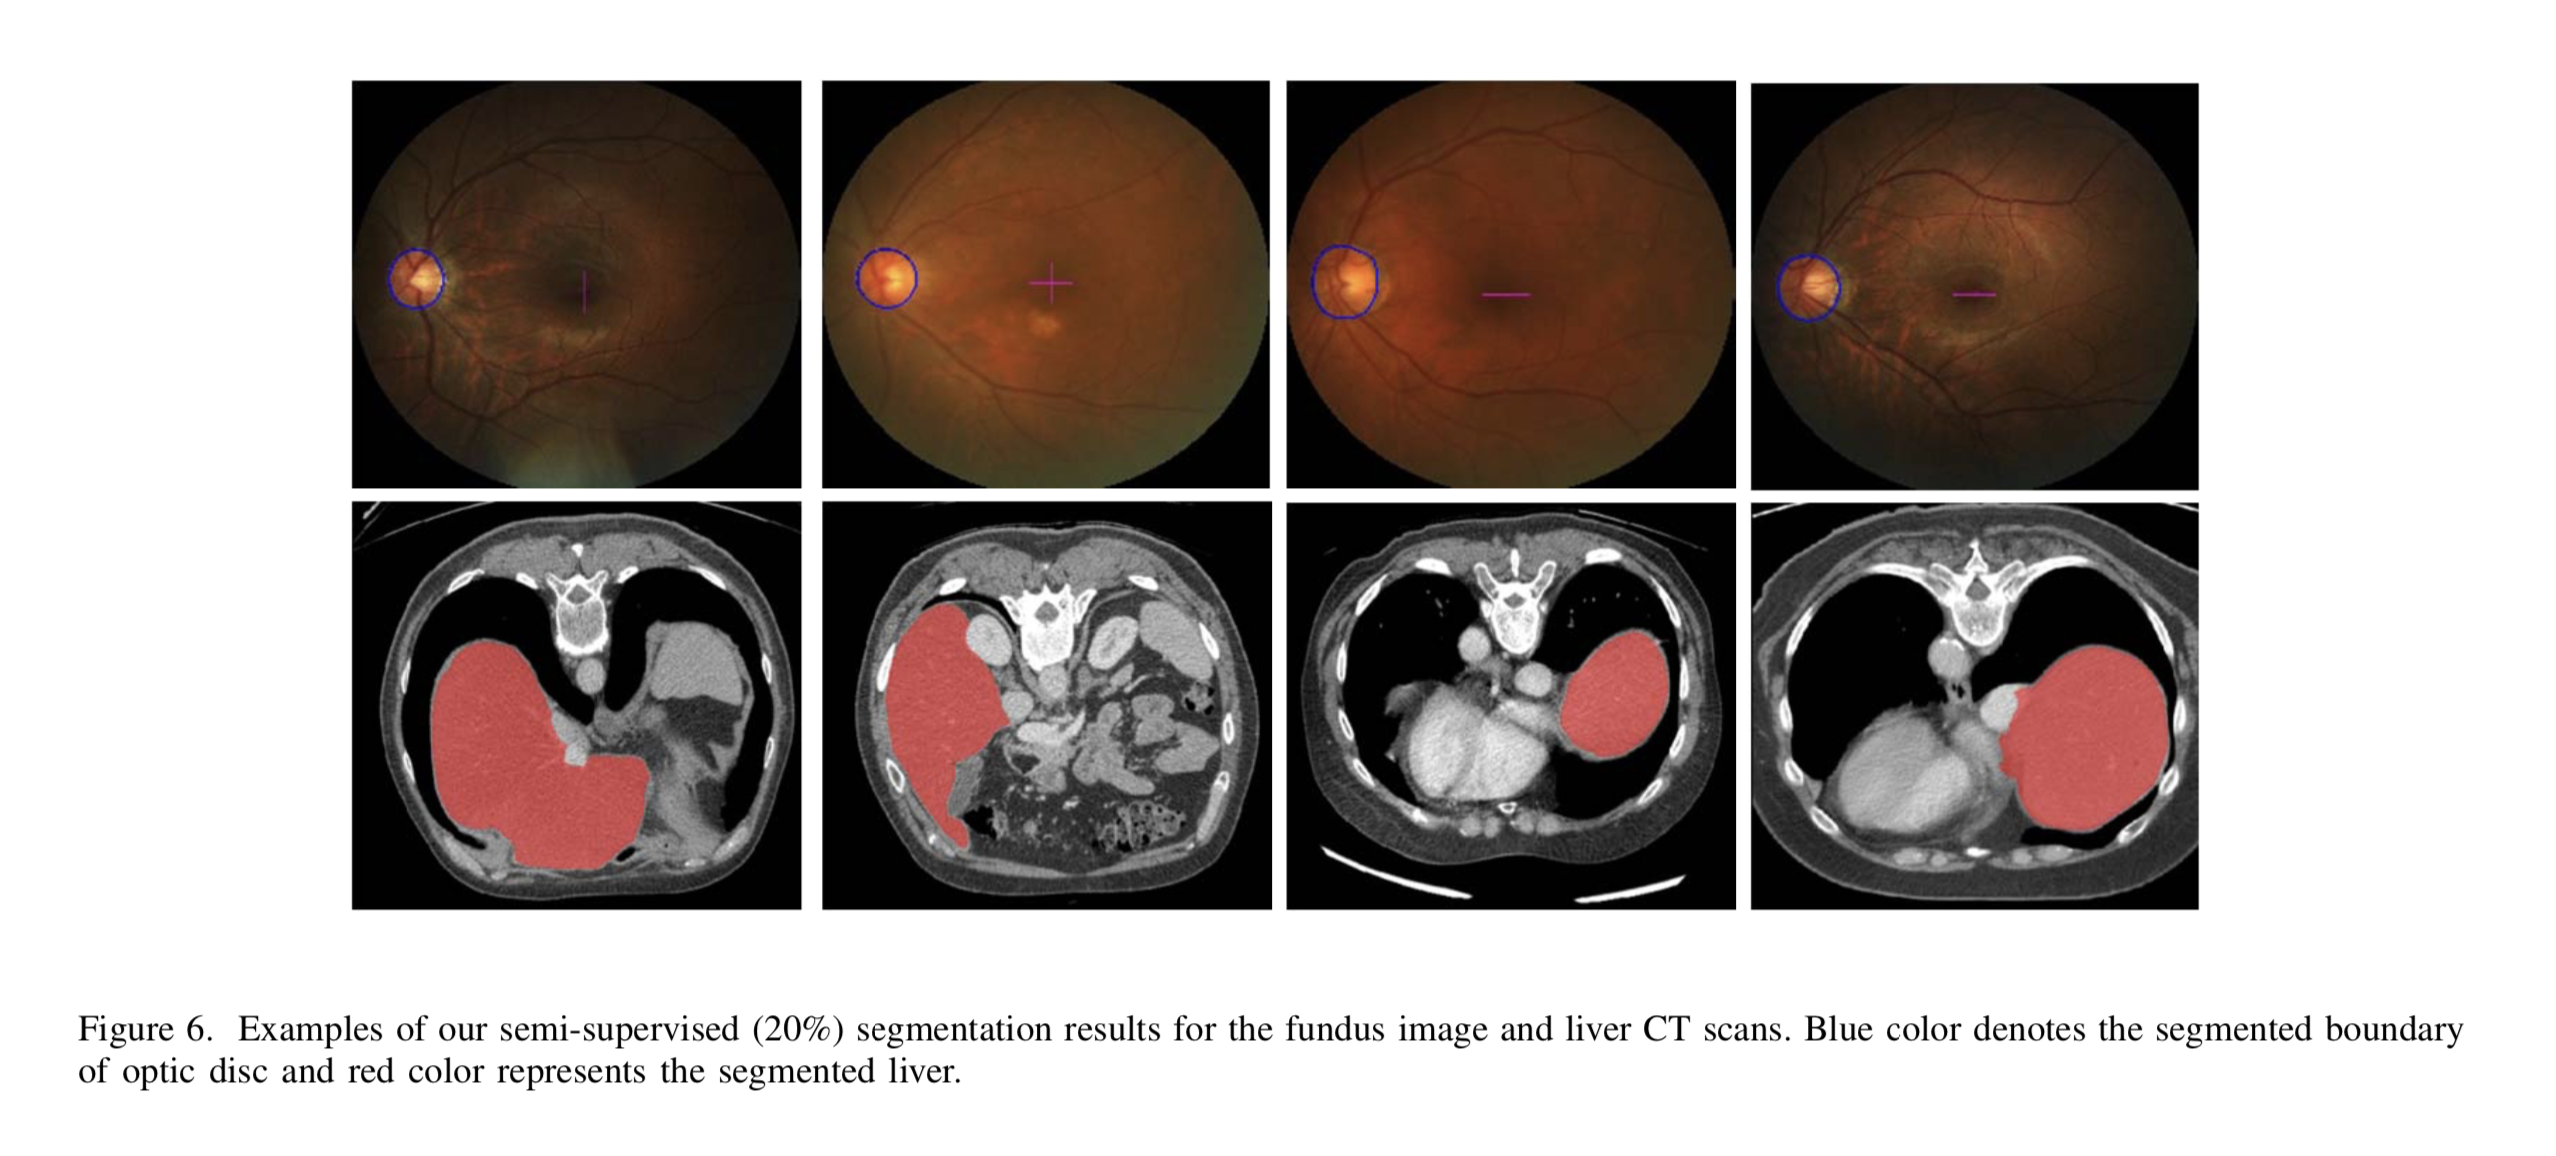 Figure 6. Examples of our semi-supervised (20%) segmentation results for the fundus image and liver CT scans. Blue color denotes the segmented boundary
of optic disc and red color represents the segmented liver.